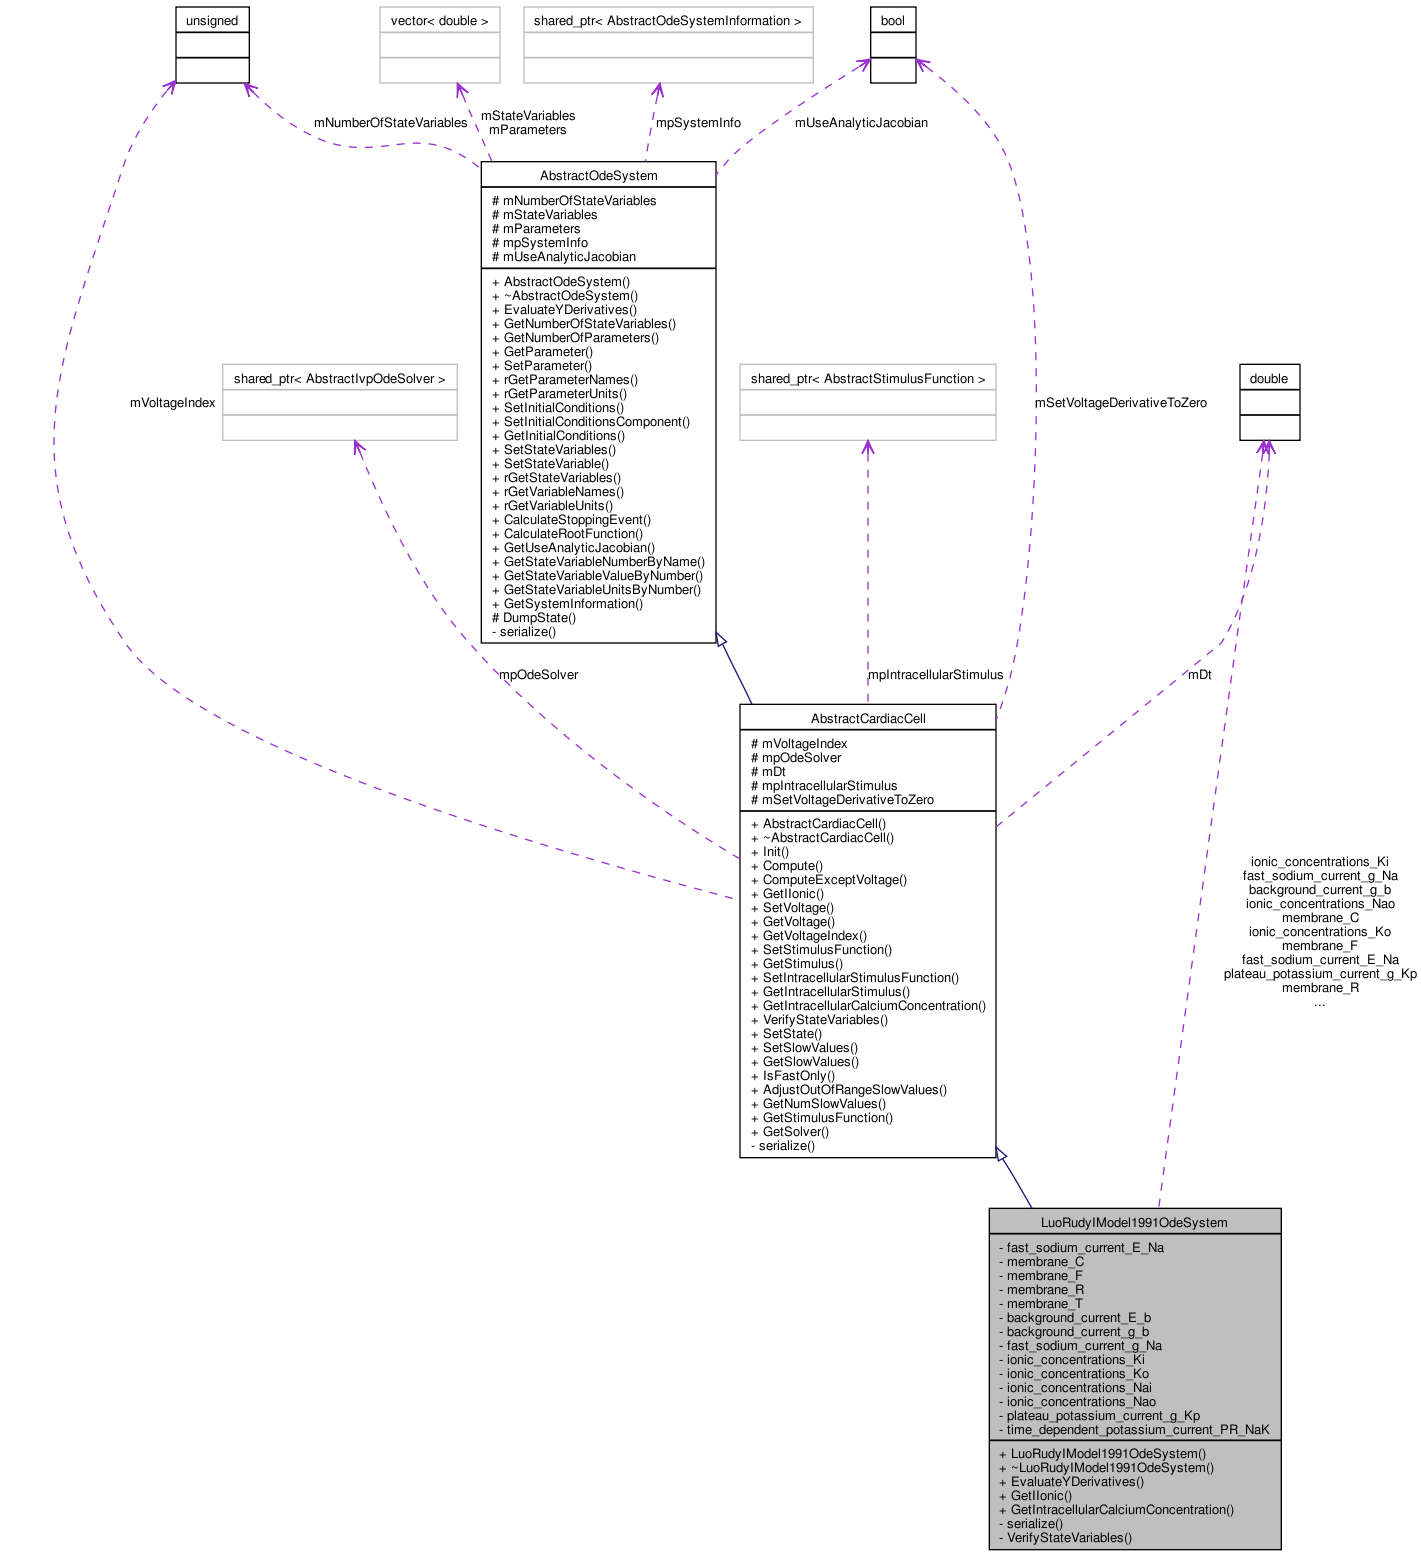 unsigned
vector< double >
shared_ptr< AbstractOdeSystemInformation >
bool
mNumberOfStateVariables
mStateVariables
mParameters
mpSystemInfo
mUseAnalyticJacobian
AbstractOdeSystem
# mNumberOfStateVariables
# mStateVariables
# mParameters
# mpSystemInfo
# mUseAnalyticJacobian
+ AbstractOdeSystem()
+ ~AbstractOdeSystem()
+ EvaluateYDerivatives()
+ GetNumberOfStateVariables()
+ GetNumberOfParameters()
+ GetParameter()
+ SetParameter()
+ rGetParameterNames()
+ rGetParameterUnits()
+ SetInitialConditions()
+ SetInitialConditionsComponent()
+ GetInitialConditions()
+ SetStateVariables()
+ SetStateVariable()
+ rGetStateVariables()
+ rGetVariableNames()
+ rGetVariableUnits()
+ CalculateStoppingEvent()
+ CalculateRootFunction()
+ GetUseAnalyticJacobian()
+ GetStateVariableNumberByName()
+ GetStateVariableValueByNumber()
+ GetStateVariableUnitsByNumber()
+ GetSystemInformation()
# DumpState()
- serialize()
mVoltageIndex
shared_ptr< AbstractIvpOdeSolver >
shared_ptr< AbstractStimulusFunction >
mSetVoltageDerivativeToZero
double
mpOdeSolver
mpIntracellularStimulus
mDt
AbstractCardiacCell
# mVoltageIndex
# mpOdeSolver
# mDt
# mpIntracellularStimulus
# mSetVoltageDerivativeToZero
+ AbstractCardiacCell()
+ ~AbstractCardiacCell()
+ Init()
+ Compute()
+ ComputeExceptVoltage()
+ GetIIonic()
+ SetVoltage()
+ GetVoltage()
+ GetVoltageIndex()
+ SetStimulusFunction()
+ GetStimulus()
+ SetIntracellularStimulusFunction()
+ GetIntracellularStimulus()
+ GetIntracellularCalciumConcentration()
+ VerifyStateVariables()
+ SetState()
+ SetSlowValues()
+ GetSlowValues()
+ IsFastOnly()
+ AdjustOutOfRangeSlowValues()
+ GetNumSlowValues()
+ GetStimulusFunction()
+ GetSolver()
- serialize()
ionic_concentrations_Ki
fast_sodium_current_g_Na
background_current_g_b
ionic_concentrations_Nao
membrane_C
ionic_concentrations_Ko
membrane_F
fast_sodium_current_E_Na
plateau_potassium_current_g_Kp
membrane_R
...
LuoRudyIModel1991OdeSystem
- fast_sodium_current_E_Na
- membrane_C
- membrane_F
- membrane_R
- membrane_T
- background_current_E_b
- background_current_g_b
- fast_sodium_current_g_Na
- ionic_concentrations_Ki
- ionic_concentrations_Ko
- ionic_concentrations_Nai
- ionic_concentrations_Nao
- plateau_potassium_current_g_Kp
- time_dependent_potassium_current_PR_NaK
+ LuoRudyIModel1991OdeSystem()
+ ~LuoRudyIModel1991OdeSystem()
+ EvaluateYDerivatives()
+ GetIIonic()
+ GetIntracellularCalciumConcentration()
- serialize()
- VerifyStateVariables()